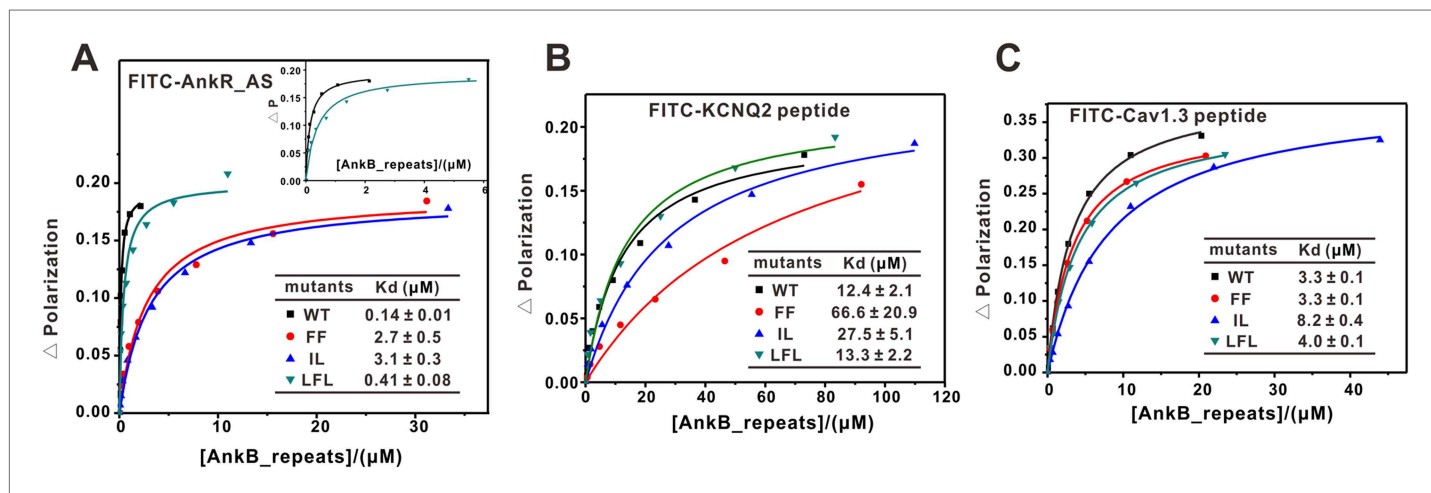 A
FITC-AnkR_AS
△ P
0.20
0.15
0.10
0.05
0.00
0
2
4
6
[AnkB_repeats]/(μM)
△ Polarization
0.20
0.15
0.10
0.05
0.00
0
10
20
30
[AnkB_repeats]/(μM)
mutants Kd (μM)
WT 0.14 ± 0.01
FF 2.7 ± 0.5
IL 3.1 ± 0.3
LFL 0.41 ± 0.08
B
FITC-KCNQ2 peptide
△ Polarization
0.20
0.15
0.10
0.05
0.00
0
20
40
60
80
100
120
[AnkB_repeats]/(μM)
mutants Kd (μM)
WT 12.4 ± 2.1
FF 66.6 ± 20.9
IL 27.5 ± 5.1
LFL 13.3 ± 2.2
C
FITC-Cav1.3 peptide
△ Polarization
0.35
0.30
0.25
0.20
0.15
0.10
0.05
0.00
0
10
20
30
40
[AnkB_repeats]/(μM)
mutants Kd (μM)
WT 3.3 ± 0.1
FF 3.3 ± 0.1
IL 8.2 ± 0.4
LFL 4.0 ± 0.1